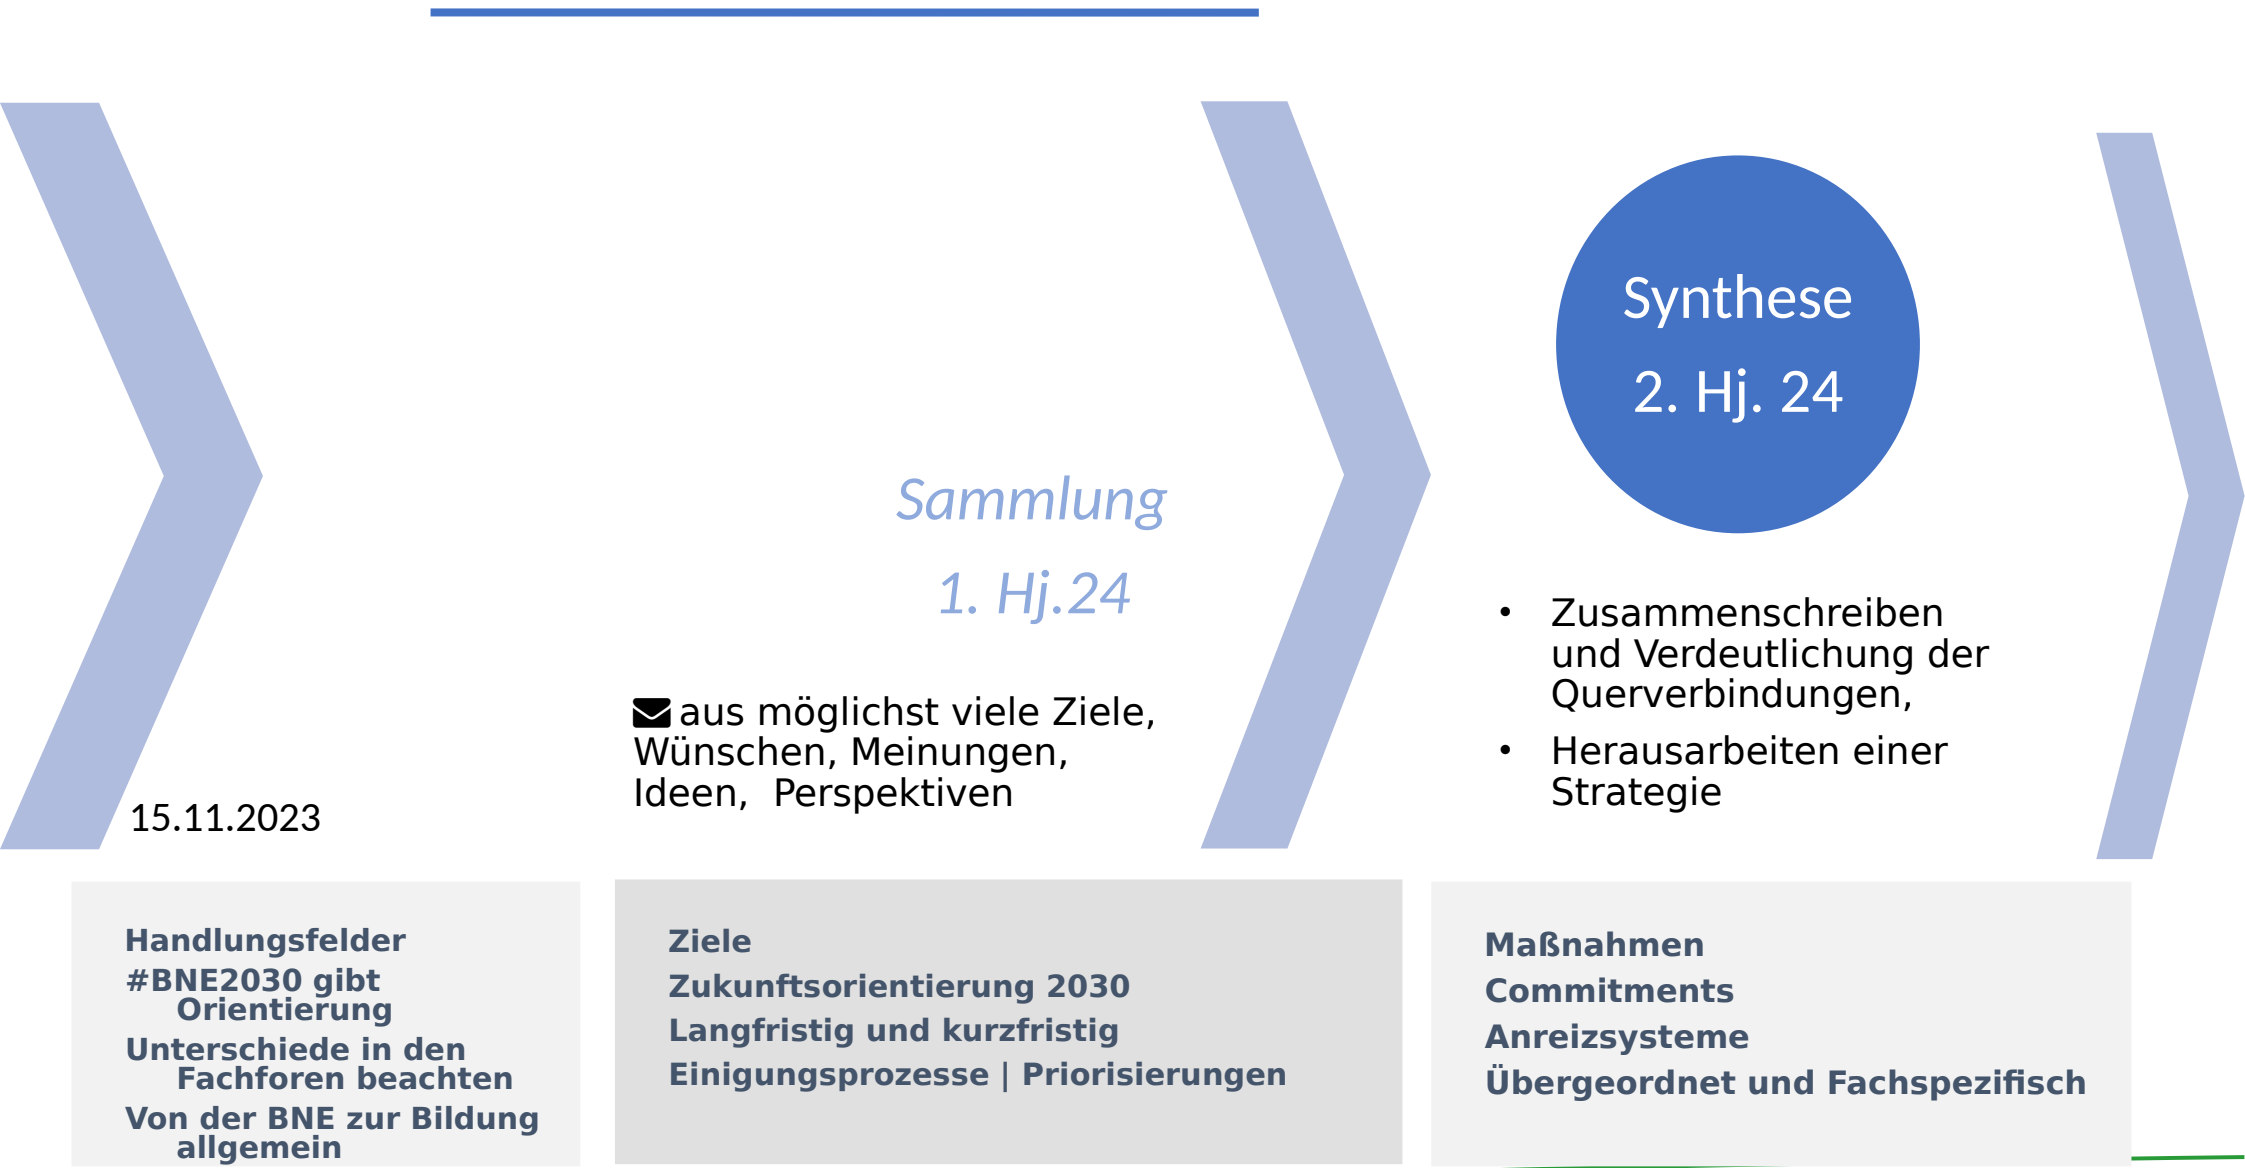 15.11.2023
Handlungsfelder
#BNE2030 gibt
Orientierung
Unterschiede in den
Fachforen beachten
Von der BNE zur Bildung
allgemein
Sammlung
1. Hj.24
aus möglichst viele Ziele,
Wünschen, Meinungen,
Ideen, Perspektiven
Ziele
Zukunftsorientierung 2030
Langfristig und kurzfristig
Einigungsprozesse | Priorisierungen
Synthese
2. Hj. 24
• Zusammenschreiben
und Verdeutlichung der
Querverbindungen,
• Herausarbeiten einer
Strategie
Maßnahmen
Commitments
Anreizsysteme
Übergeordnet und Fachspezifisch